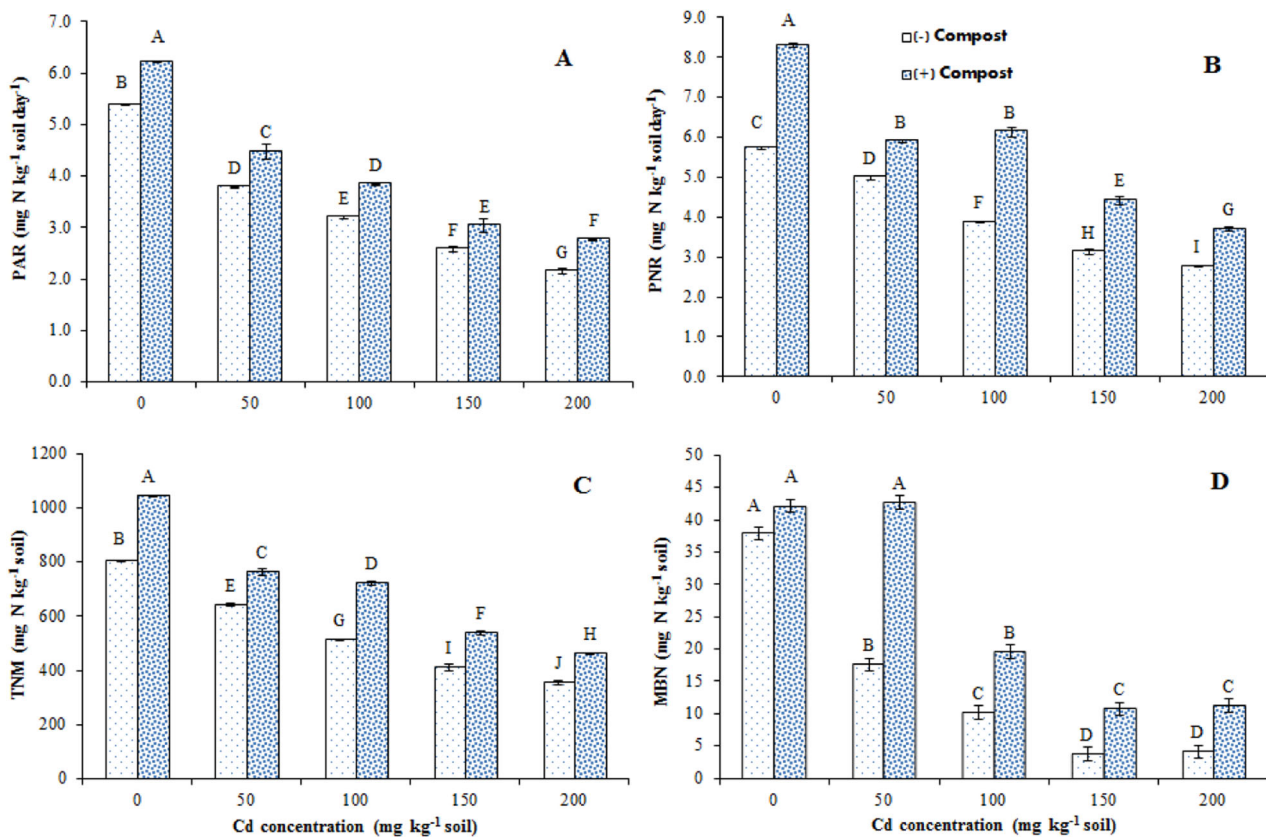 7.0
6.0
5.0
4.0
3.0
2.0
1.0
0.0
PAR (mg N kg⁻¹ soil day⁻¹)
A
B A
D C
E D
F E
G F
0 50 100 150 200
9.0
8.0
7.0
6.0
5.0
4.0
3.0
2.0
1.0
0.0
PNR (mg N kg⁻¹ soil day⁻¹)
(-) Compost
(+) Compost
B
C A
D B
F B
H E
I G
0 50 100 150 200
1200
1000
800
600
400
200
0
TNM (mg N kg⁻¹ soil)
C
B A
E C
G D
I F
J H
0 50 100 150 200
Cd concentration (mg kg⁻¹ soil)
50
45
40
35
30
25
20
15
10
5
0
MBN (mg N kg⁻¹ soil)
D
A A
B A
C B
D C
D C
0 50 100 150 200
Cd concentration (mg kg⁻¹ soil)